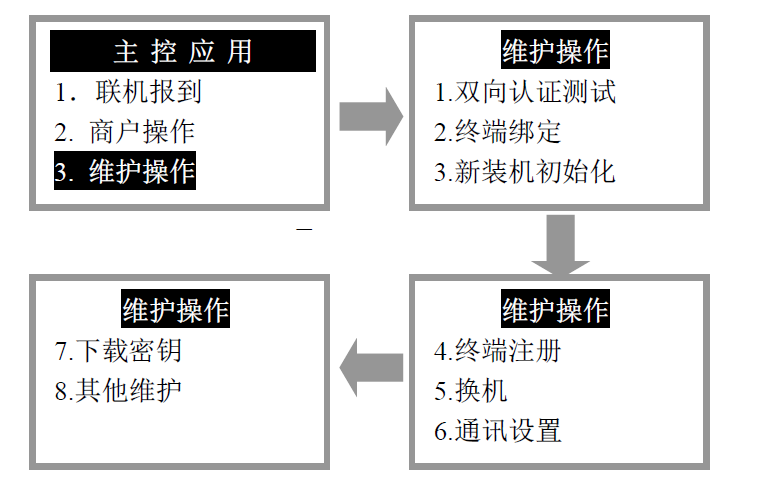 主 控 应 用
1．联机报到
2. 商户操作
3. 维护操作
维护操作
1.双向认证测试
2.终端绑定
3.新装机初始化
维护操作
4.终端注册
5.换机
6.通讯设置
维护操作
7.下载密钥
8.其他维护